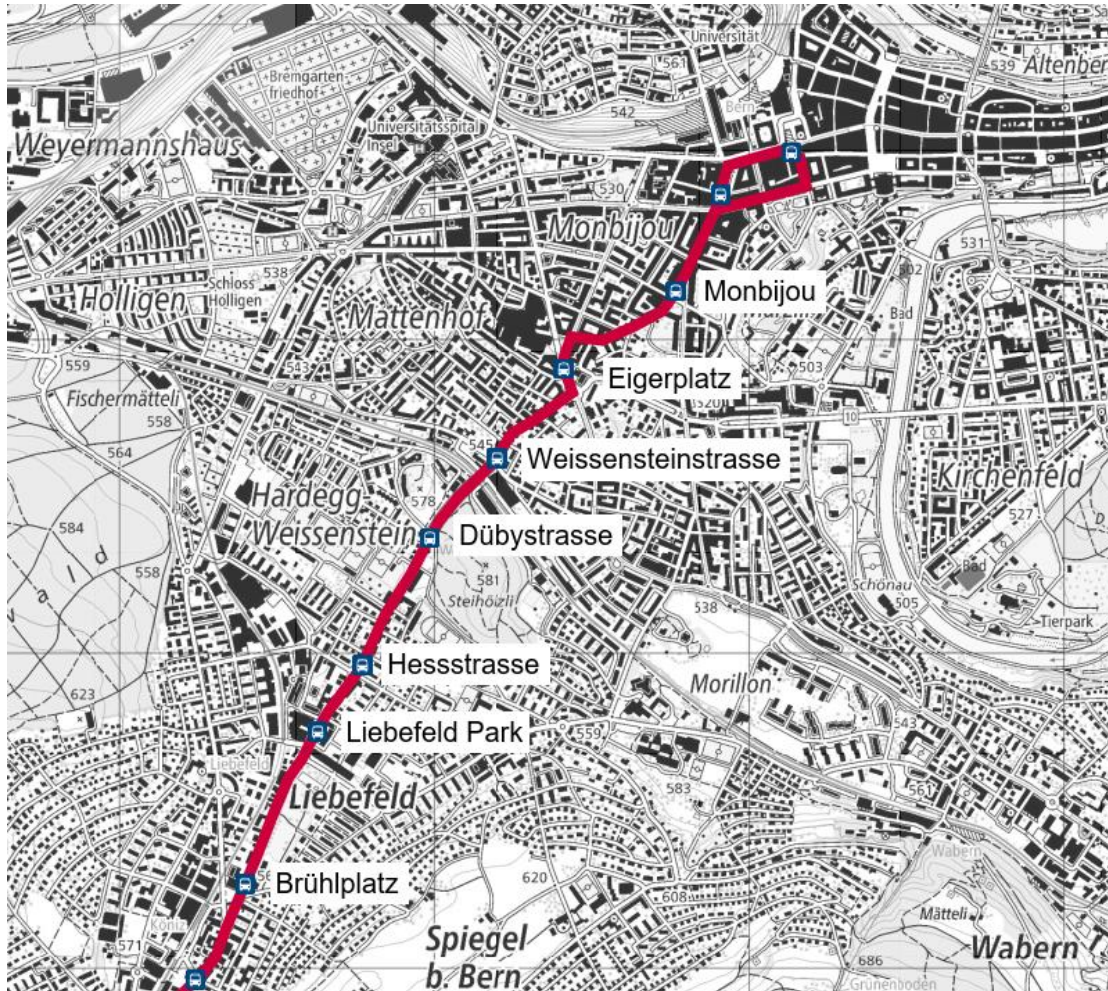 Universität
561
539
Altenber
Bremgarten
friedhof
542
Bern
Weyermannshaus
Universitätsspital
Insel
530
Monbijou
531
502
538
Schloss
Holligen
Holligen
Monbijou
Mattenhof
Bad
559
543
503
Eigerplatz
520
Fischermätteli
558
10
564
545
Weissensteinstrasse
Kirchenfeld
578
Hardegg-
Weissenstein
527
584
Dübystrasse
a l d
558
581
Steihölzli
Bad
Schönau
505
538
Tierpark
Hessstrasse
623
Morillon
Liebefeld Park
559
543
Liebefeld
583
561
Liebefeld
Wabern
Brühlplatz
620
608
Köniz
571
Mätteli
Spiegel
b. Bern
Wabern
686
Grünenboden